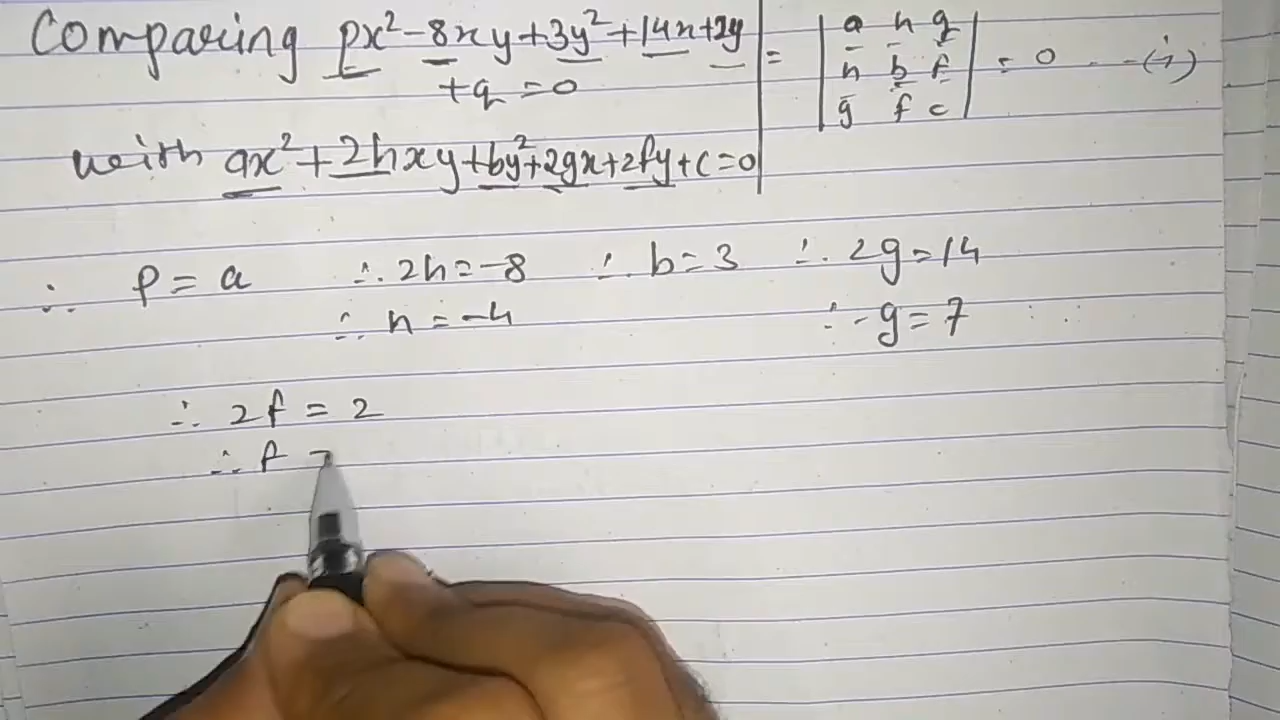 Comparing px²-8xy+3y²+14x+2y
+q=0
with ax²+2hxy+by²+2gx+2fy+c=0
= | a h g |
| h b f | = 0 --(i)
| g f c |
∴ p = a ∴ 2h=-8 ∴ b=3 ∴ 2g=14
∴ h=-4 ∴ g=7
∴ 2f = 2
∴ f =